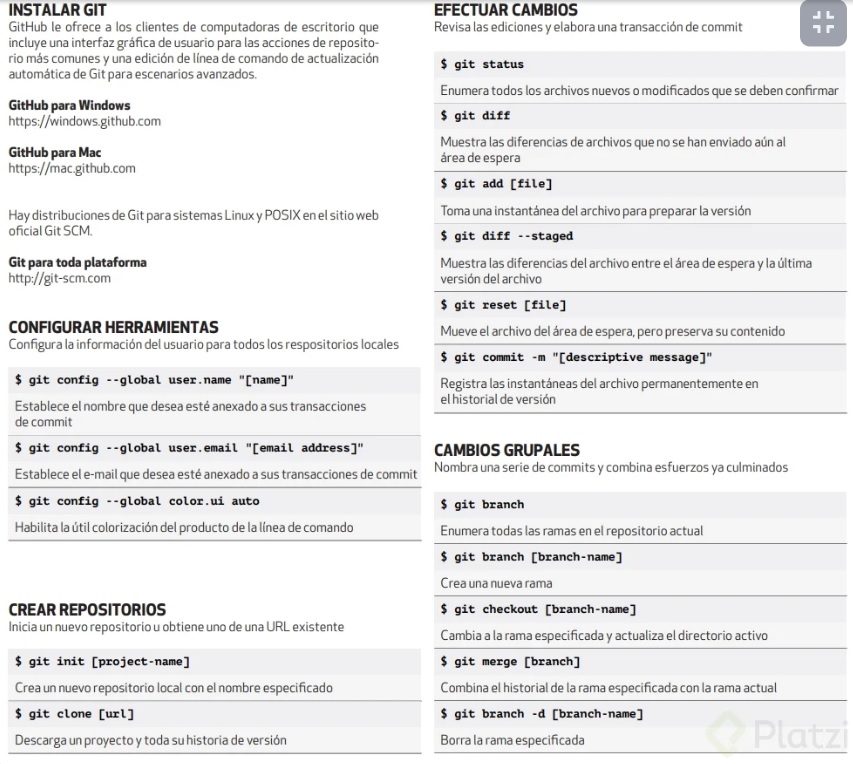 INSTALAR GIT
GitHub le ofrece a los clientes de computadoras de escritorio que
incluye una interfaz gráfica de usuario para las acciones de reposito-
rio más comunes y una edición de línea de comando de actualización
automática de Git para escenarios avanzados.
GitHub para Windows
https://windows.github.com
GitHub para Mac
https://mac.github.com
Hay distribuciones de Git para sistemas Linux y POSIX en el sitio web
oficial Git SCM.
Git para toda plataforma
http://git-scm.com
CONFIGURAR HERRAMIENTAS
Configura la información del usuario para todos los respositorios locales
$ git config --global user.name "[name]"
Establece el nombre que desea esté anexado a sus transacciones
de commit
$ git config --global user.email "[email address]"
Establece el e-mail que desea esté anexado a sus transacciones de commit
$ git config --global color.ui auto
Habilita la útil colorización del producto de la línea de comando
CREAR REPOSITORIOS
Inicia un nuevo repositorio u obtiene uno de una URL existente
$ git init [project-name]
Crea un nuevo repositorio local con el nombre especificado
$ git clone [url]
Descarga un proyecto y toda su historia de versión
EFECTUAR CAMBIOS
Revisa las ediciones y elabora una transacción de commit
$ git status
Enumera todos los archivos nuevos o modificados que se deben confirmar
$ git diff
Muestra las diferencias de archivos que no se han enviado aún al
área de espera
$ git add [file]
Toma una instantánea del archivo para preparar la versión
$ git diff --staged
Muestra las diferencias del archivo entre el área de espera y la última
versión del archivo
$ git reset [file]
Mueve el archivo del área de espera, pero preserva su contenido
$ git commit -m "[descriptive message]"
Registra las instantáneas del archivo permanentemente en
el historial de versión
CAMBIOS GRUPALES
Nombra una serie de commits y combina esfuerzos ya culminados
$ git branch
Enumera todas las ramas en el repositorio actual
$ git branch [branch-name]
Crea una nueva rama
$ git checkout [branch-name]
Cambia a la rama especificada y actualiza el directorio activo
$ git merge [branch]
Combina el historial de la rama especificada con la rama actual
$ git branch -d [branch-name]
Borra la rama especificada
Platzi